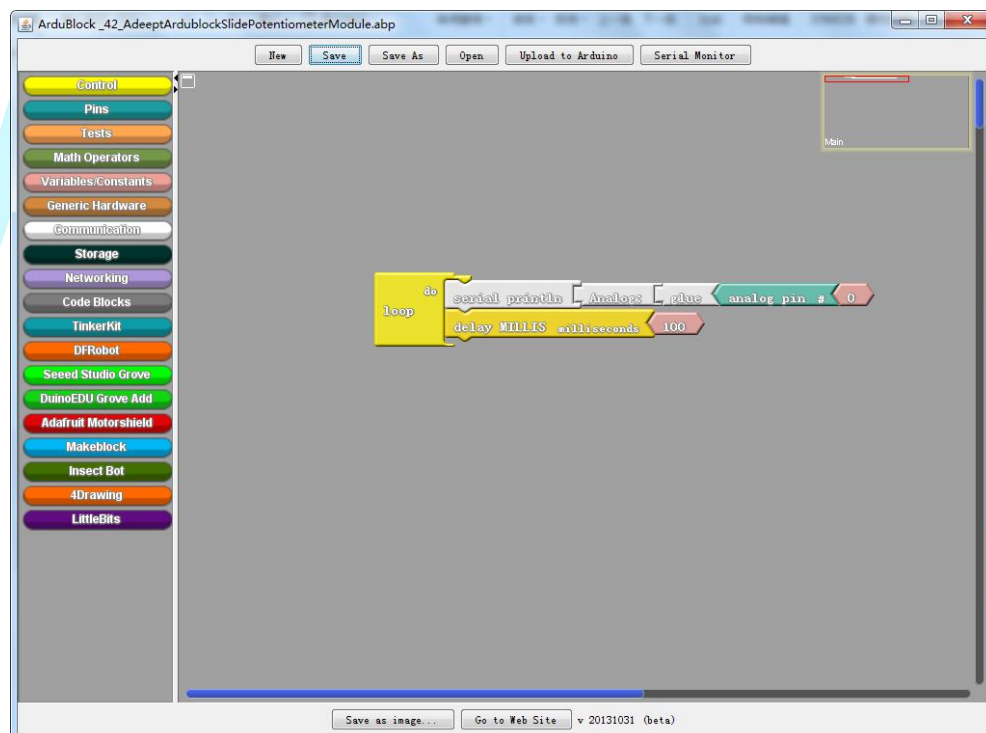 ArduBlock _42_AdeeptArdublockSlidePotentiometerModule.abp
New Save Save As Open Upload to Arduino Serial Monitor
Control
Pins
Tests
Math Operators
Variables/Constants
Generic Hardware
Communication
Storage
Networking
Code Blocks
TinkerKit
DFRobot
Seeed Studio Grove
DuinoEDU Grove Add
Adafruit Motorshield
Makeblock
Insect Bot
4Drawing
LittleBits
Main
loop
do
serial println Analog: glue analog pin # 0
delay MILLIS milliseconds 100
Save as image... Go to Web Site v 20131031 (beta)